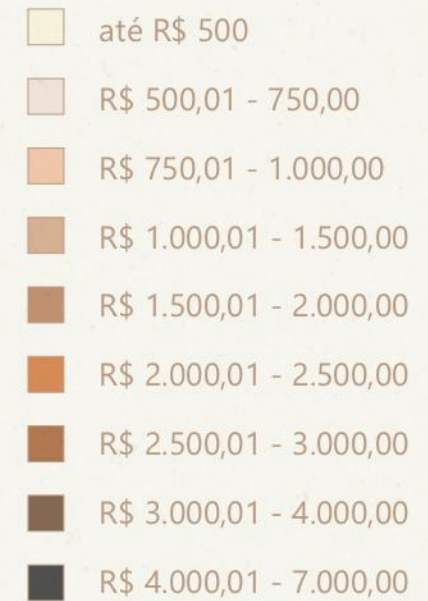 até R$ 500
R$ 500,01 - 750,00
R$ 750,01 - 1.000,00
R$ 1.000,01 - 1.500,00
R$ 1.500,01 - 2.000,00
R$ 2.000,01 - 2.500,00
R$ 2.500,01 - 3.000,00
R$ 3.000,01 - 4.000,00
R$ 4.000,01 - 7.000,00